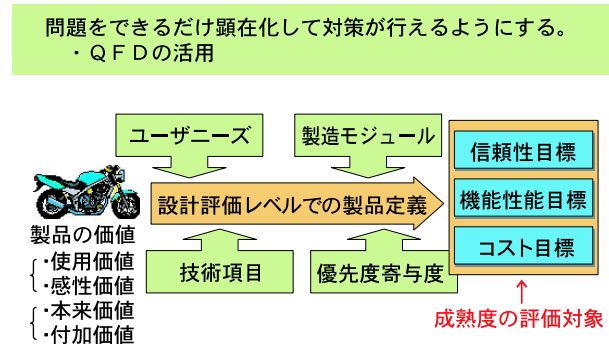 問題をできるだけ顕在化して対策が行えるようにする。
・ＱＦＤの活用
ユーザニーズ
製造モジュール
設計評価レベルでの製品定義
技術項目
優先度寄与度
信頼性目標
機能性能目標
コスト目標
成熟度の評価対象
製品の価値
・使用価値
・感性価値
・本来価値
・付加価値